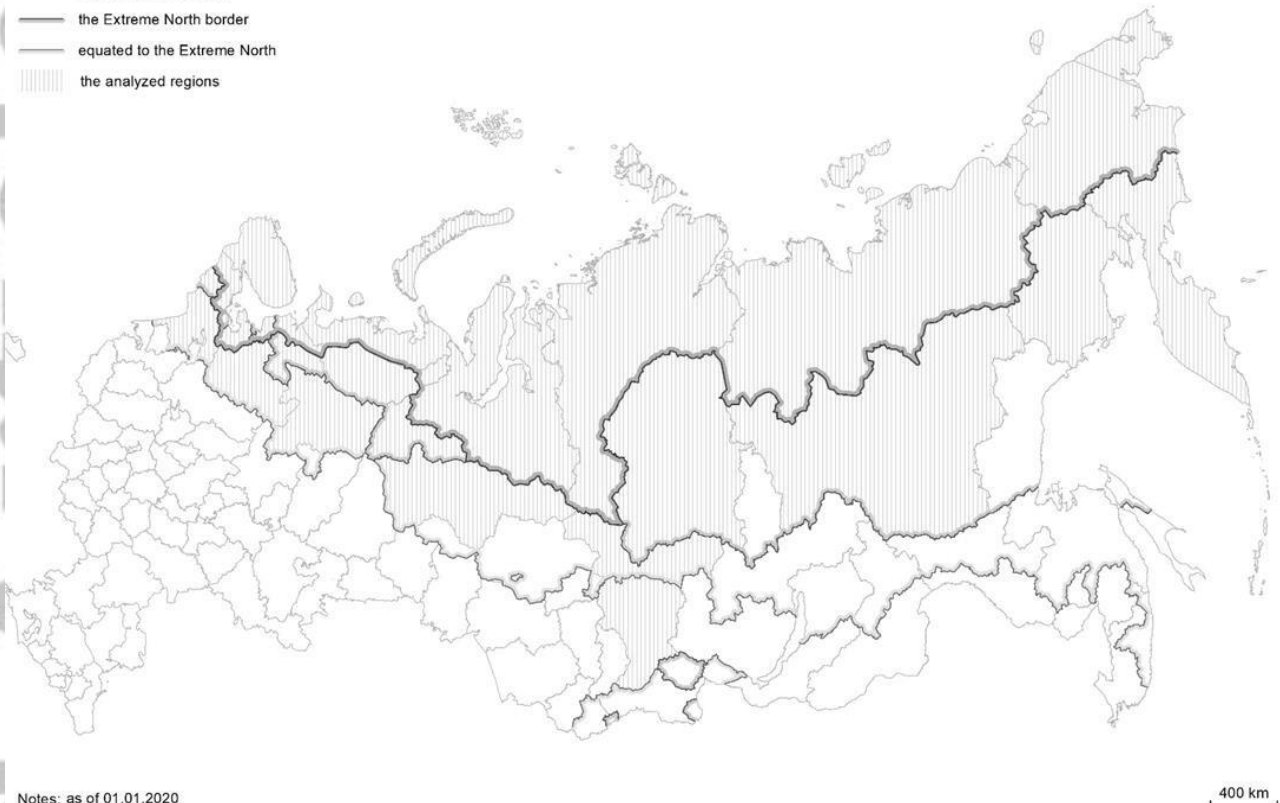 the Extreme North border
equated to the Extreme North
the analyzed regions
Notes: as of 01.01.2020
400 km